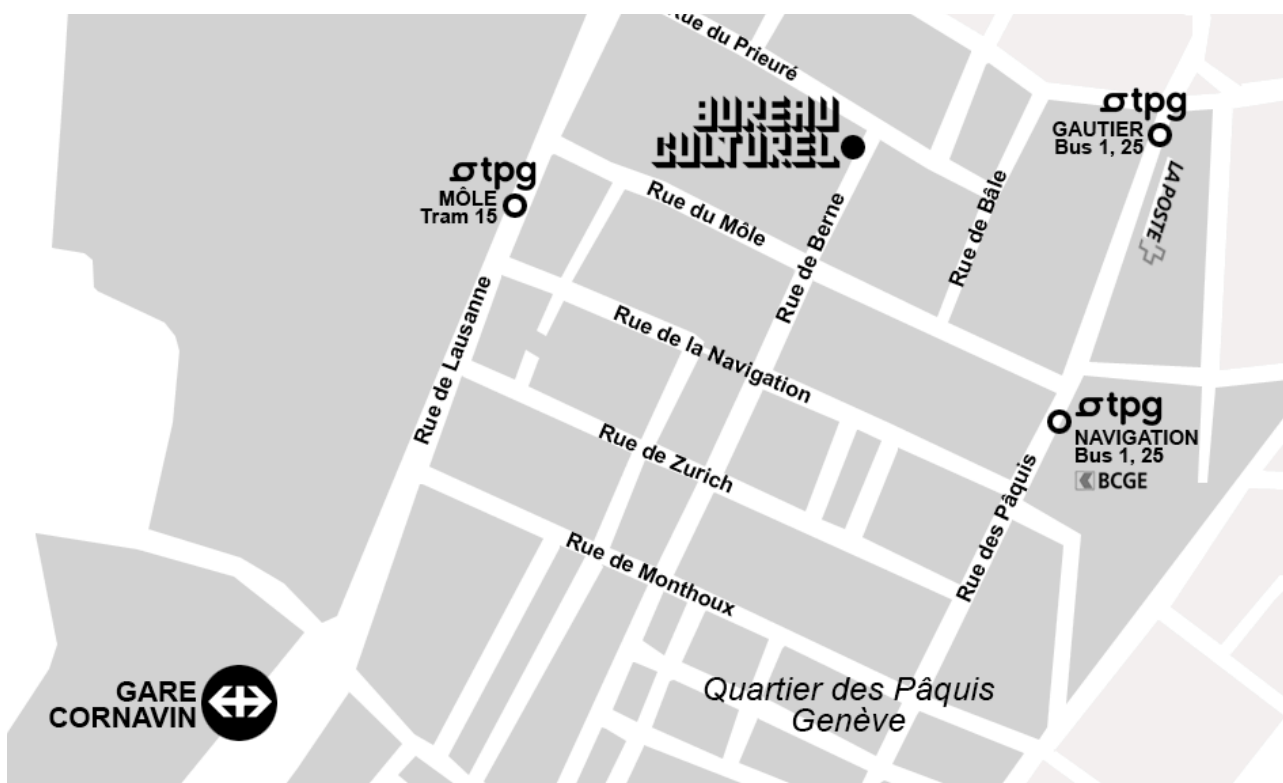 Rue du Prieuré
BUREAU
CULTUREL
tpg
GAUTIER
Bus 1, 25
LA POSTE
tpg
MÔLE
Tram 15
Rue du Môle
Rue de Berne
Rue de Bâle
Rue de Lausanne
Rue de la Navigation
tpg
NAVIGATION
Bus 1, 25
BCGE
Rue de Zurich
Rue des Pâquis
Rue de Monthoux
GARE
CORNAVIN
Quartier des Pâquis
Genève